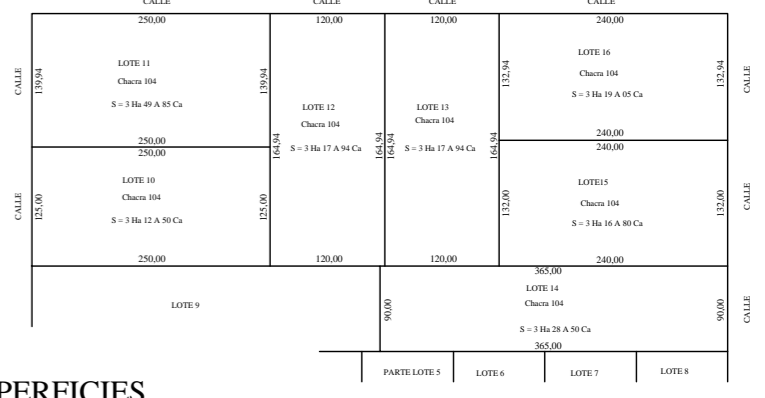 CALLE CALLE CALLE CALLE
250,00 120,00 120,00 240,00
CALLE
139,94
LOTE 11
Chacra 104
S = 3 Ha 49 A 85 Ca
139,94
250,00
250,00
CALLE
125,00
LOTE 10
Chacra 104
S = 3 Ha 12 A 50 Ca
125,00
250,00
LOTE 12
Chacra 104
S = 3 Ha 17 A 94 Ca
164,94
164,94
120,00
LOTE 13
Chacra 104
S = 3 Ha 17 A 94 Ca
164,94
164,94
120,00
LOTE 16
Chacra 104
S = 3 Ha 19 A 05 Ca
132,94
132,94
CALLE
240,00
240,00
LOTE15
Chacra 104
S = 3 Ha 16 A 80 Ca
132,00
132,00
CALLE
240,00
LOTE 9
365,00
LOTE 14
Chacra 104
S = 3 Ha 28 A 50 Ca
90,00
90,00
CALLE
365,00
PARTE LOTE 5 LOTE 6 LOTE 7 LOTE 8
PERFICIES